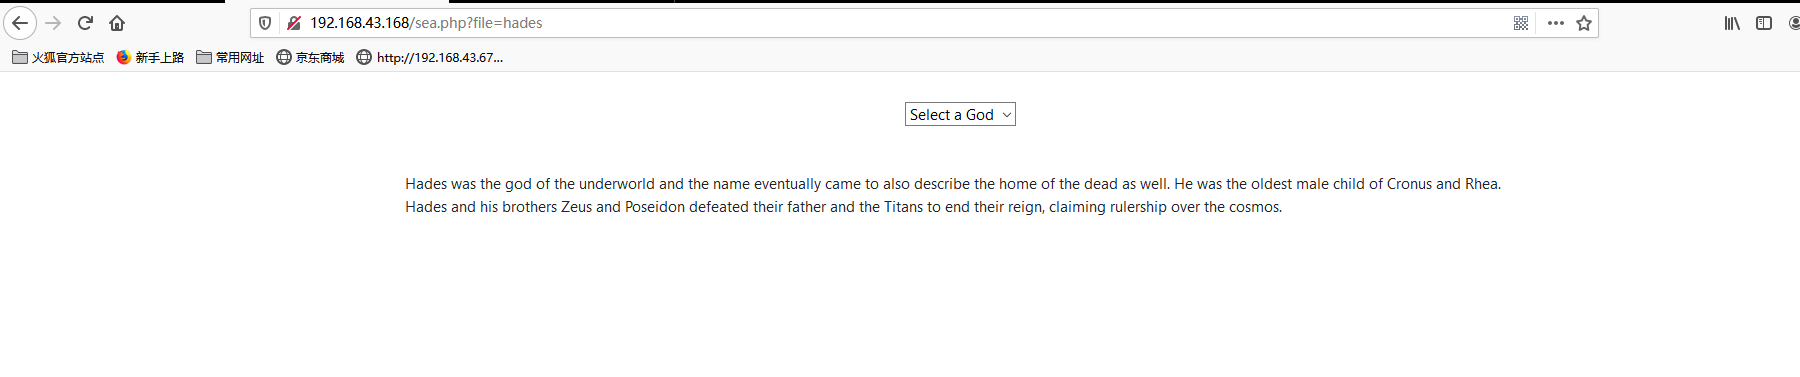 192.168.43.168/sea.php?file=hades
火狐官方站点 新手上路 常用网址 京东商城 http://192.168.43.67...
Select a God
Hades was the god of the underworld and the name eventually came to also describe the home of the dead as well. He was the oldest male child of Cronus and Rhea.
Hades and his brothers Zeus and Poseidon defeated their father and the Titans to end their reign, claiming rulership over the cosmos.